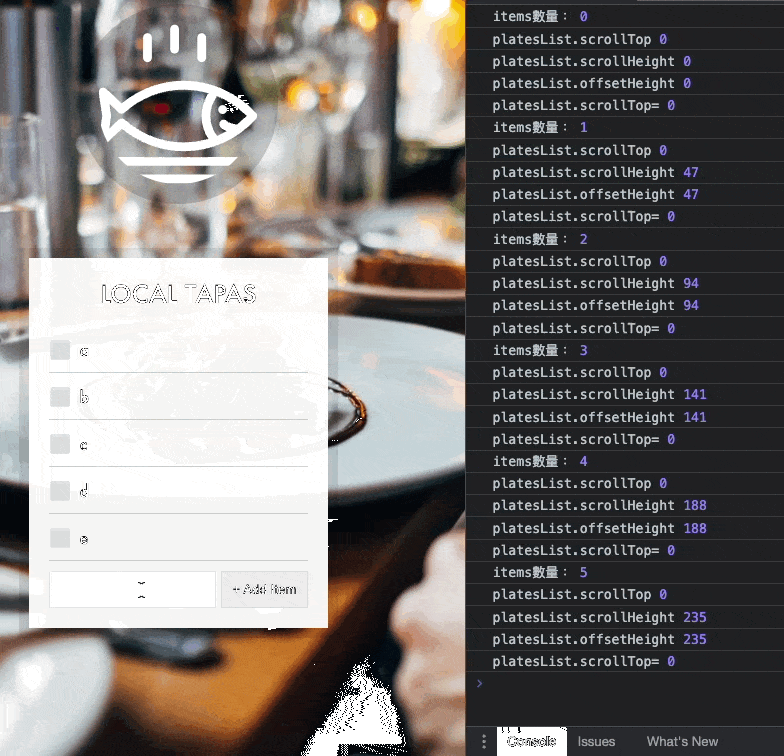 LOCAL TAPAS
a
b
c
d
e
+ Add Item
items數量： 0
platesList.scrollTop 0
platesList.scrollHeight 0
platesList.offsetHeight 0
platesList.scrollTop= 0
items數量： 1
platesList.scrollTop 0
platesList.scrollHeight 47
platesList.offsetHeight 47
platesList.scrollTop= 0
items數量： 2
platesList.scrollTop 0
platesList.scrollHeight 94
platesList.offsetHeight 94
platesList.scrollTop= 0
items數量： 3
platesList.scrollTop 0
platesList.scrollHeight 141
platesList.offsetHeight 141
platesList.scrollTop= 0
items數量： 4
platesList.scrollTop 0
platesList.scrollHeight 188
platesList.offsetHeight 188
platesList.scrollTop= 0
items數量： 5
platesList.scrollTop 0
platesList.scrollHeight 235
platesList.offsetHeight 235
platesList.scrollTop= 0
›
Console Issues What's New